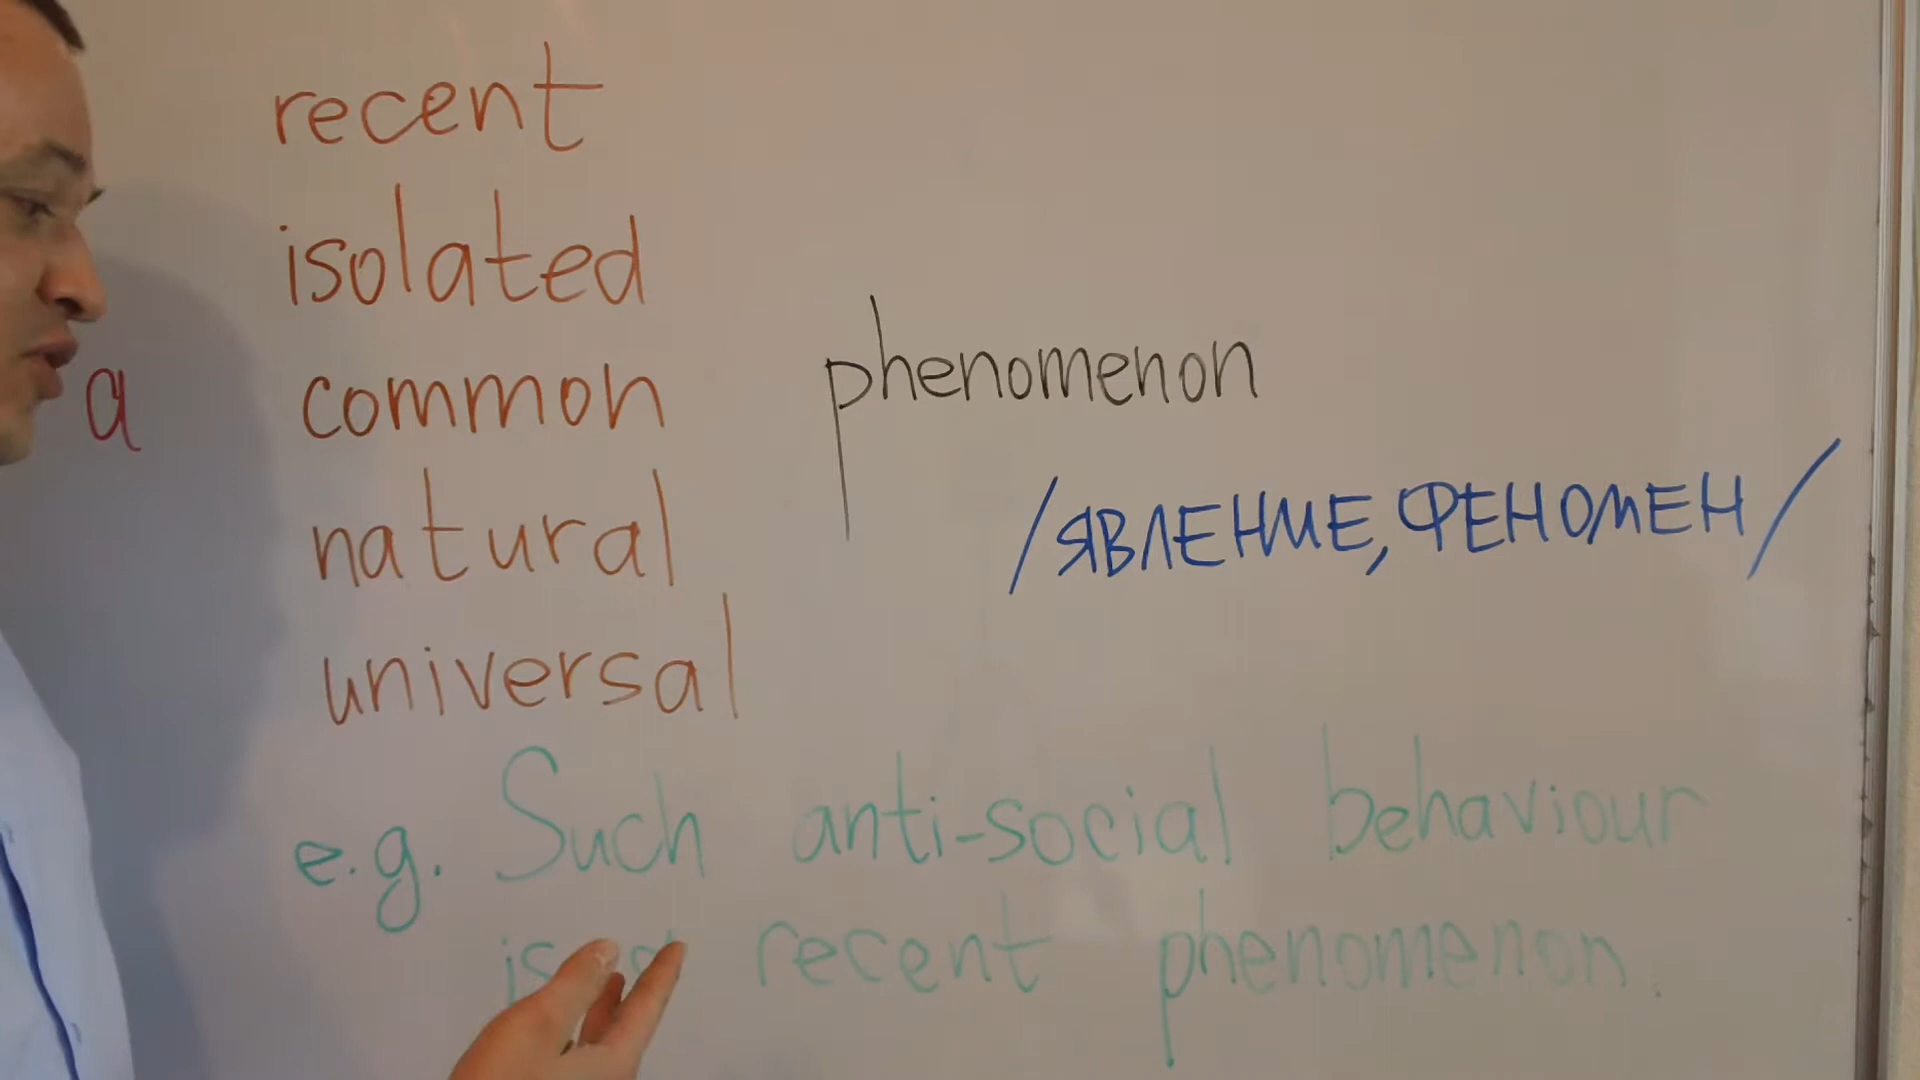 recent
isolated
a common phenomenon
natural /ЯВЛЕНИЕ, ФЕНОМЕН/
universal
e.g. Such anti-social behaviour
is a recent phenomenon.